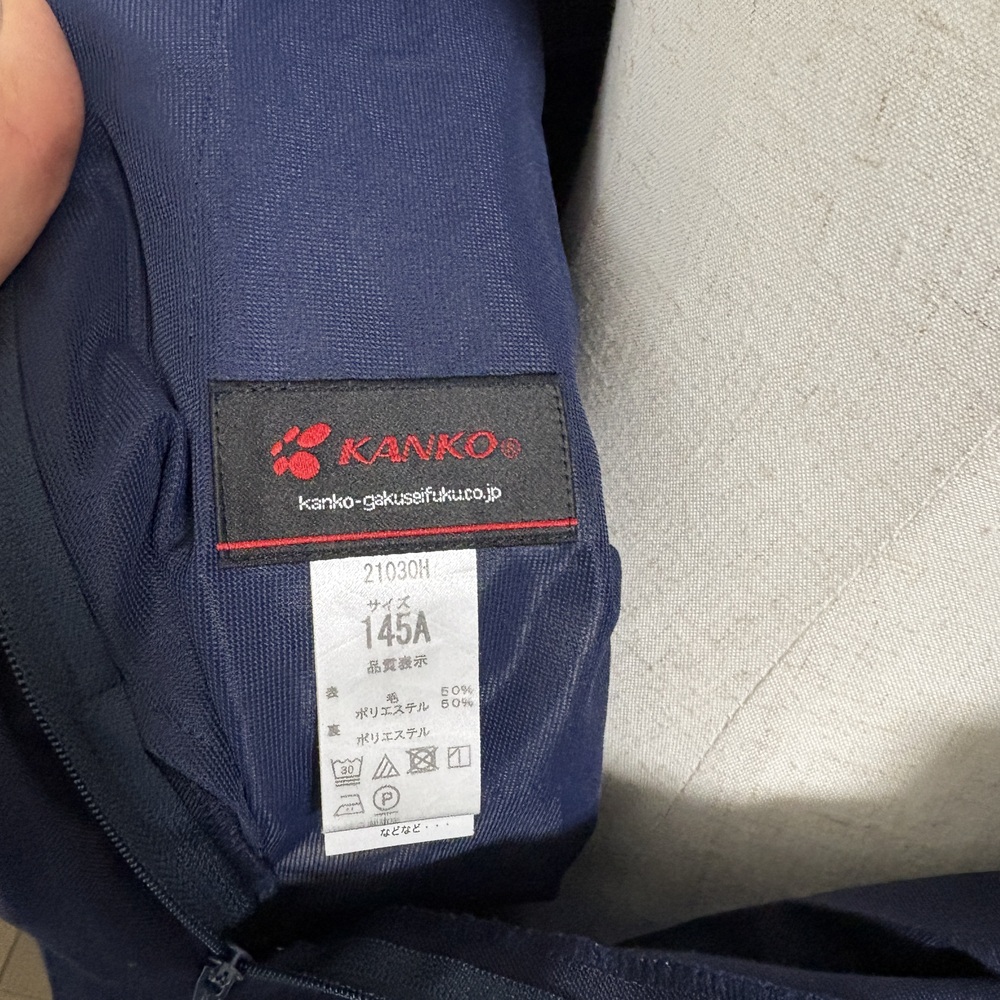 KANKO®
kanko-gakuseifuku.co.jp
21030H
サイズ
145A
品質表示
表 毛 50%
ポリエステル 50%
裏 ポリエステル
30
P
などなど・・・